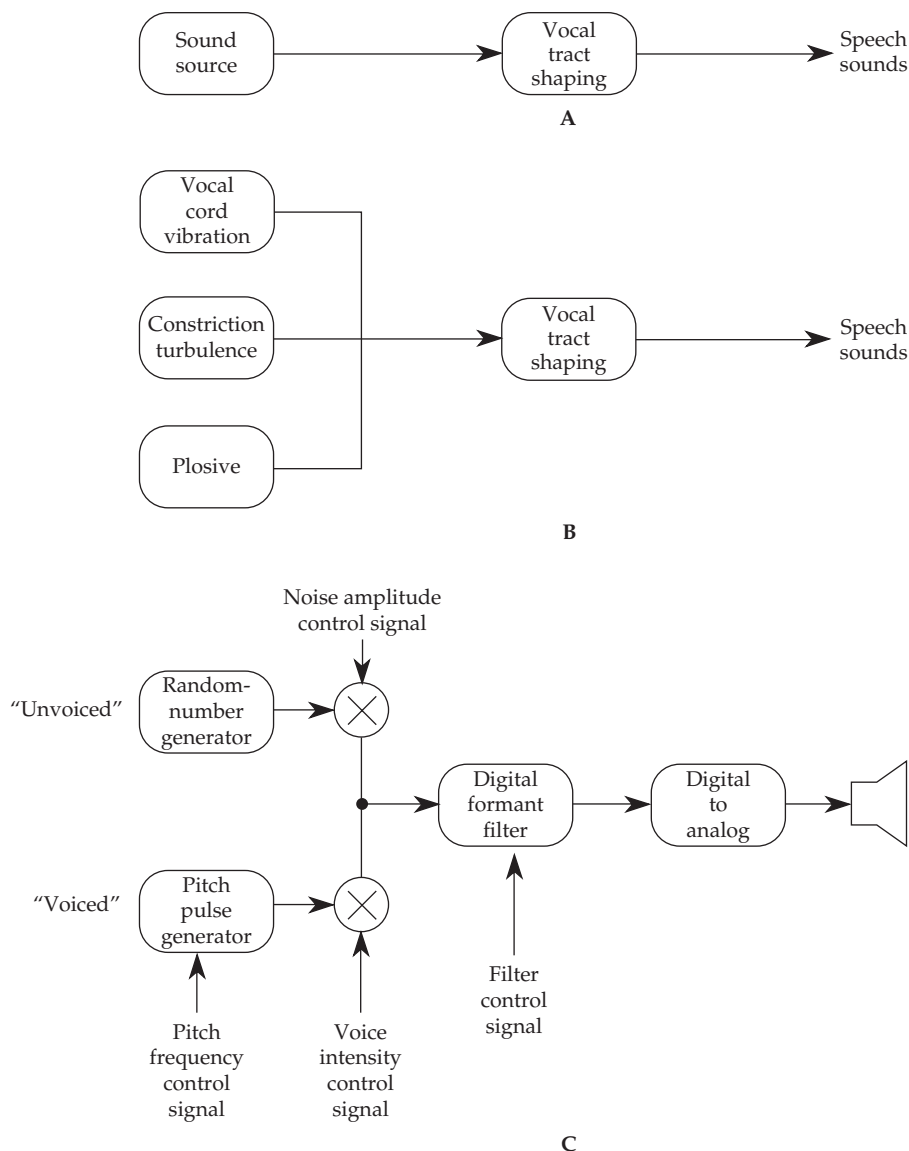 Sound
source
Vocal
tract
shaping
Speech
sounds
A
Vocal
cord
vibration
Constriction
turbulence
Vocal
tract
shaping
Speech
sounds
Plosive
B
Noise amplitude
control signal
“Unvoiced”
Random-
number
generator
Digital
formant
filter
Digital
to
analog
“Voiced”
Pitch
pulse
generator
Filter
control
signal
Pitch
frequency
control
signal
Voice
intensity
control
signal
C